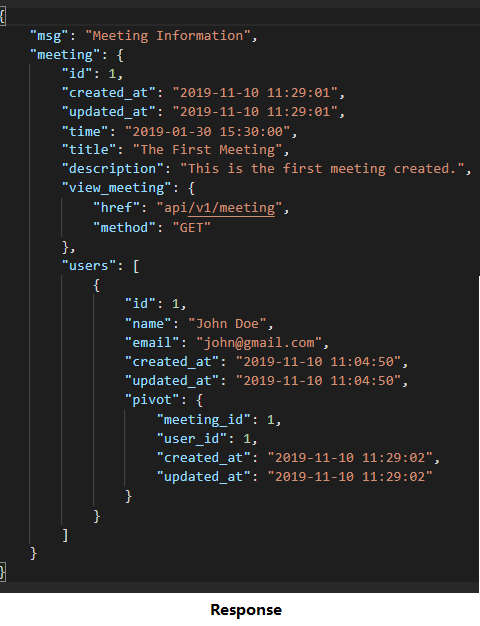 {
    "msg": "Meeting Information",
    "meeting": {
        "id": 1,
        "created_at": "2019-11-10 11:29:01",
        "updated_at": "2019-11-10 11:29:01",
        "time": "2019-01-30 15:30:00",
        "title": "The First Meeting",
        "description": "This is the first meeting created.",
        "view_meeting": {
            "href": "api/v1/meeting",
            "method": "GET"
        },
        "users": [
            {
                "id": 1,
                "name": "John Doe",
                "email": "john@gmail.com",
                "created_at": "2019-11-10 11:04:50",
                "updated_at": "2019-11-10 11:04:50",
                "pivot": {
                    "meeting_id": 1,
                    "user_id": 1,
                    "created_at": "2019-11-10 11:29:02",
                    "updated_at": "2019-11-10 11:29:02"
                }
            }
        ]
    }
}
Response